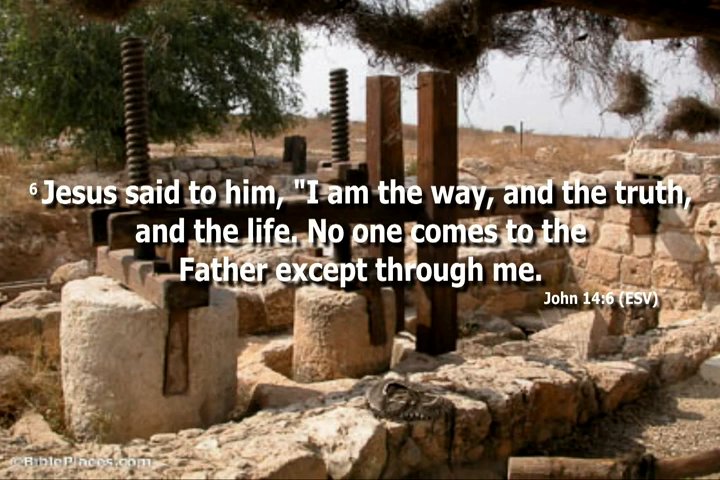 6 Jesus said to him, "I am the way, and the truth,
and the life. No one comes to the
Father except through me.
John 14:6 (ESV)
©BiblePlaces.com